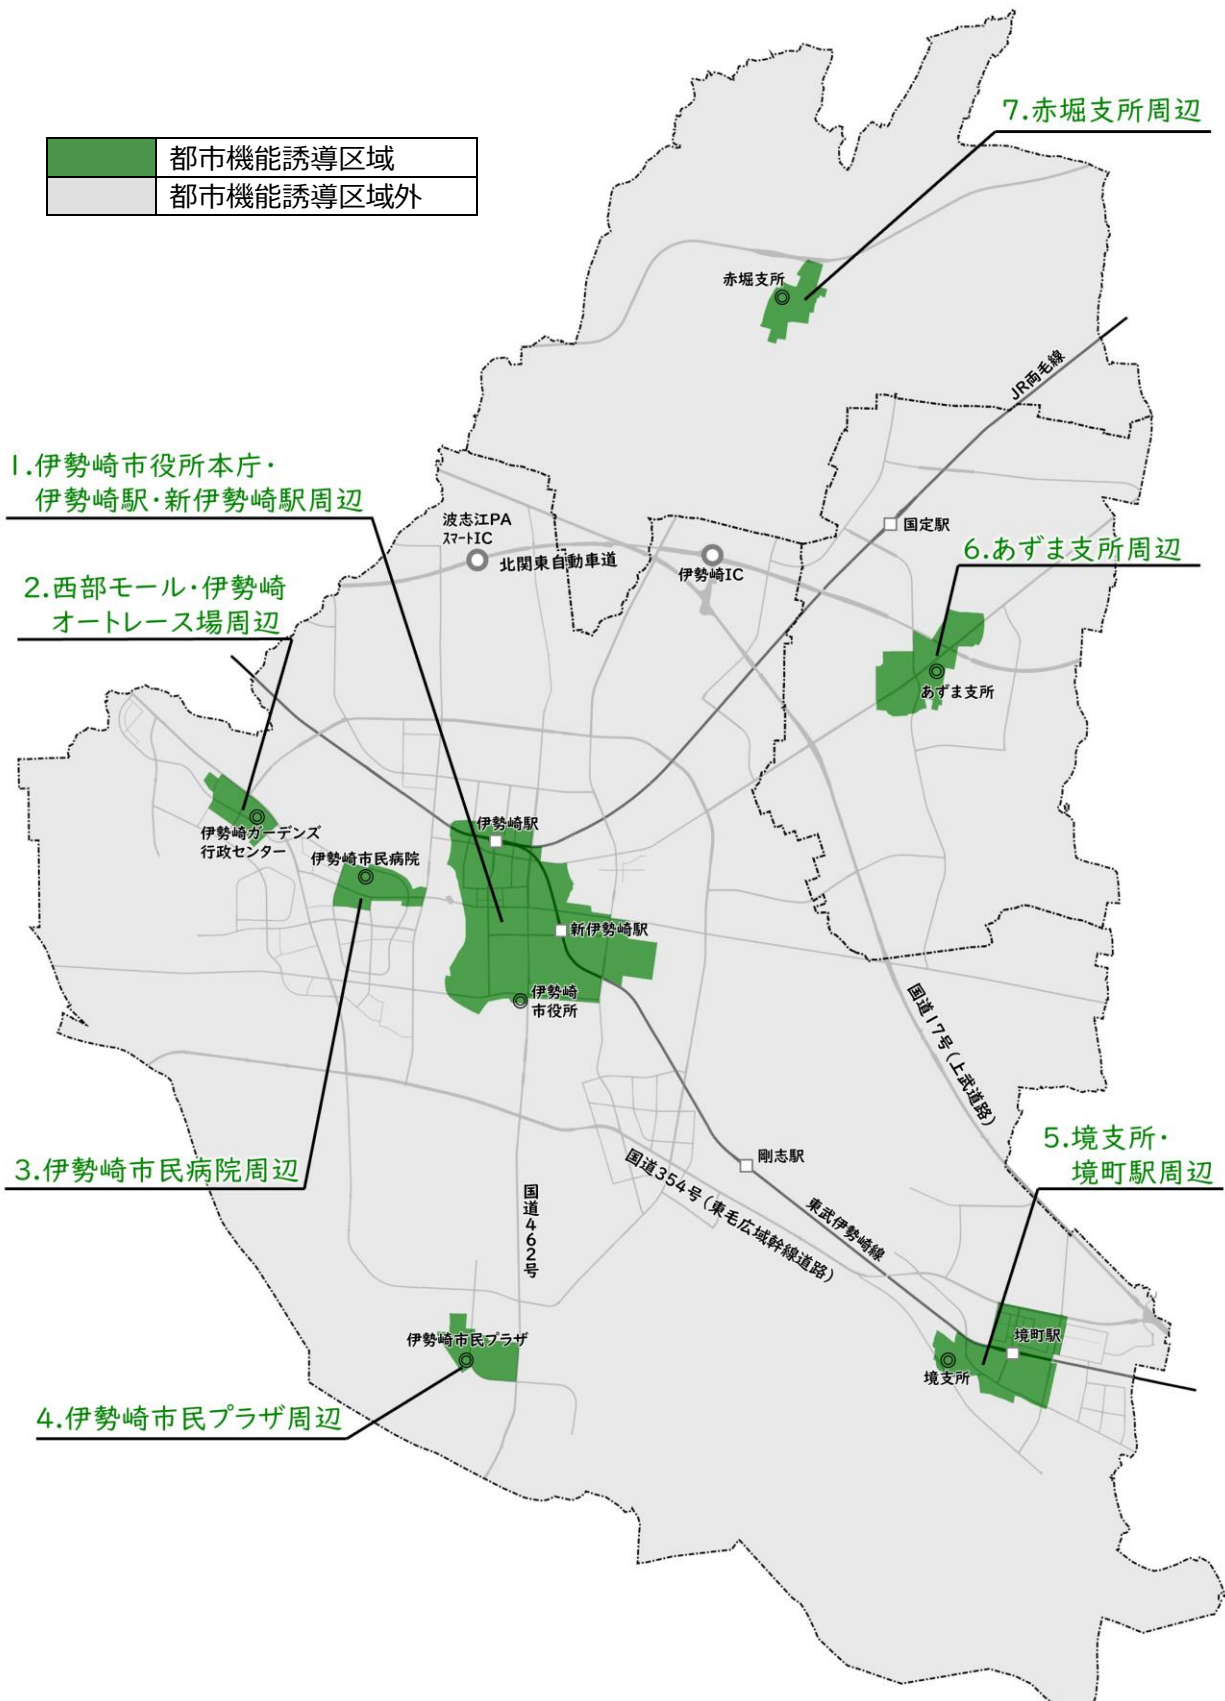 7.赤堀支所周辺
都市機能誘導区域
都市機能誘導区域外
赤堀支所
JR両毛線
1.伊勢崎市役所本庁・
伊勢崎駅・新伊勢崎駅周辺
波志江PA
スマートIC
北関東自動車道
伊勢崎IC
国定駅
6.あずま支所周辺
2.西部モール・伊勢崎
オートレース場周辺
あずま支所
伊勢崎ガーデンズ
行政センター
伊勢崎駅
伊勢崎市民病院
新伊勢崎駅
伊勢崎
市役所
国道17号(上武道路)
5.境支所・
境町駅周辺
3.伊勢崎市民病院周辺
剛志駅
国道354号(東毛広域幹線道路)
東武伊勢崎線
国道462号
伊勢崎市民プラザ
境町駅
境支所
4.伊勢崎市民プラザ周辺